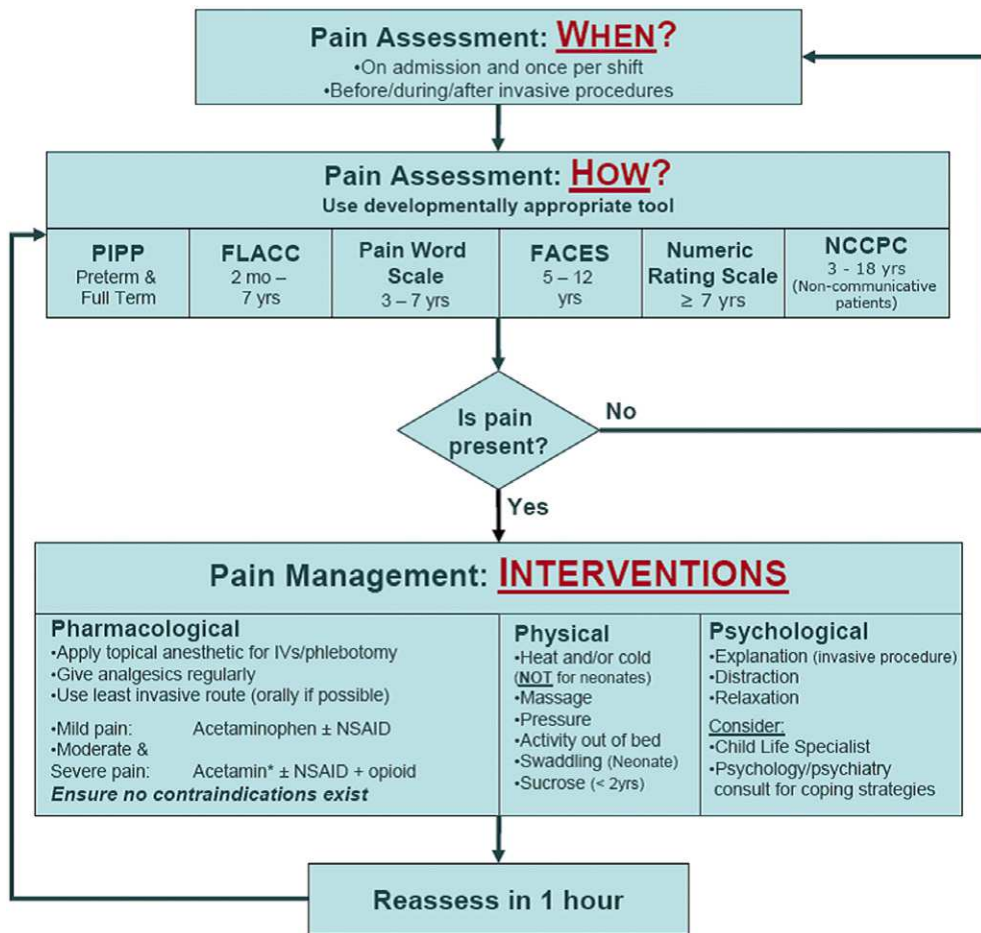 Pain Assessment: WHEN?
•On admission and once per shift
•Before/during/after invasive procedures
Pain Assessment: HOW?
Use developmentally appropriate tool
PIPP
Preterm &
Full Term
FLACC
2 mo –
7 yrs
Pain Word
Scale
3 – 7 yrs
FACES
5 – 12
yrs
Numeric
Rating Scale
≥ 7 yrs
NCCPC
3 - 18 yrs
(Non-communicative
patients)
Is pain
present?
No
Yes
Pain Management: INTERVENTIONS
Pharmacological
•Apply topical anesthetic for IVs/phlebotomy
•Give analgesics regularly
•Use least invasive route (orally if possible)
•Mild pain: Acetaminophen ± NSAID
•Moderate &
Severe pain: Acetamin* ± NSAID + opioid
Ensure no contraindications exist
Physical
•Heat and/or cold
(NOT for neonates)
•Massage
•Pressure
•Activity out of bed
•Swaddling (Neonate)
•Sucrose (< 2yrs)
Psychological
•Explanation (invasive procedure)
•Distraction
•Relaxation
Consider:
•Child Life Specialist
•Psychology/psychiatry
consult for coping strategies
Reassess in 1 hour